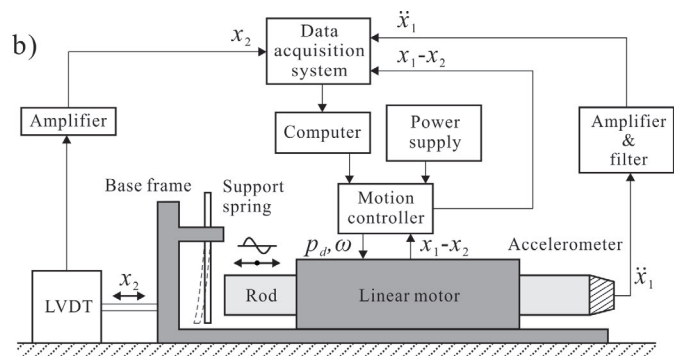 b)
x₂
Data
acquisition
system
ẍ₁
x₁-x₂
Amplifier
Computer
Power
supply
Amplifier
&
filter
Base frame
Support
spring
Motion
controller
p_d, ω
x₁-x₂
Accelerometer
ẍ₁
x₂
LVDT
Rod
Linear motor